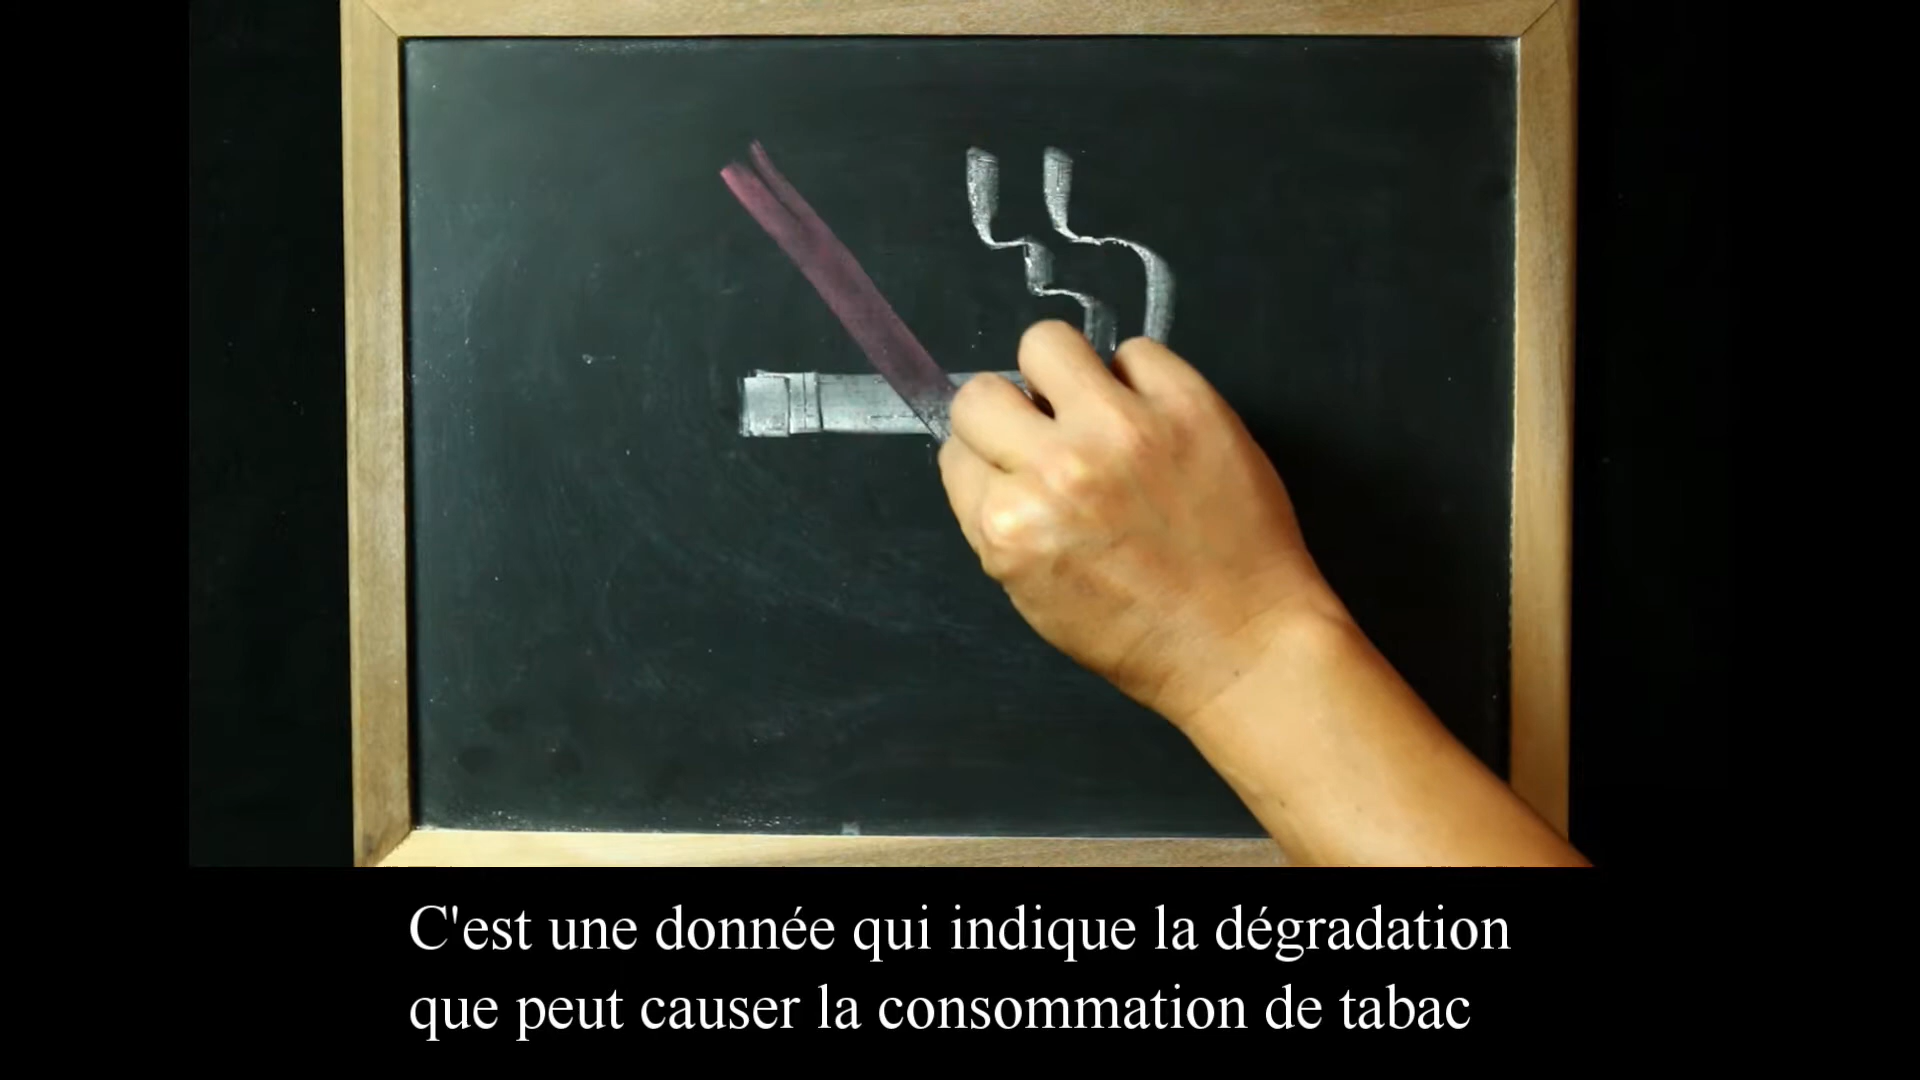 C'est une donnée qui indique la dégradation
que peut causer la consommation de tabac